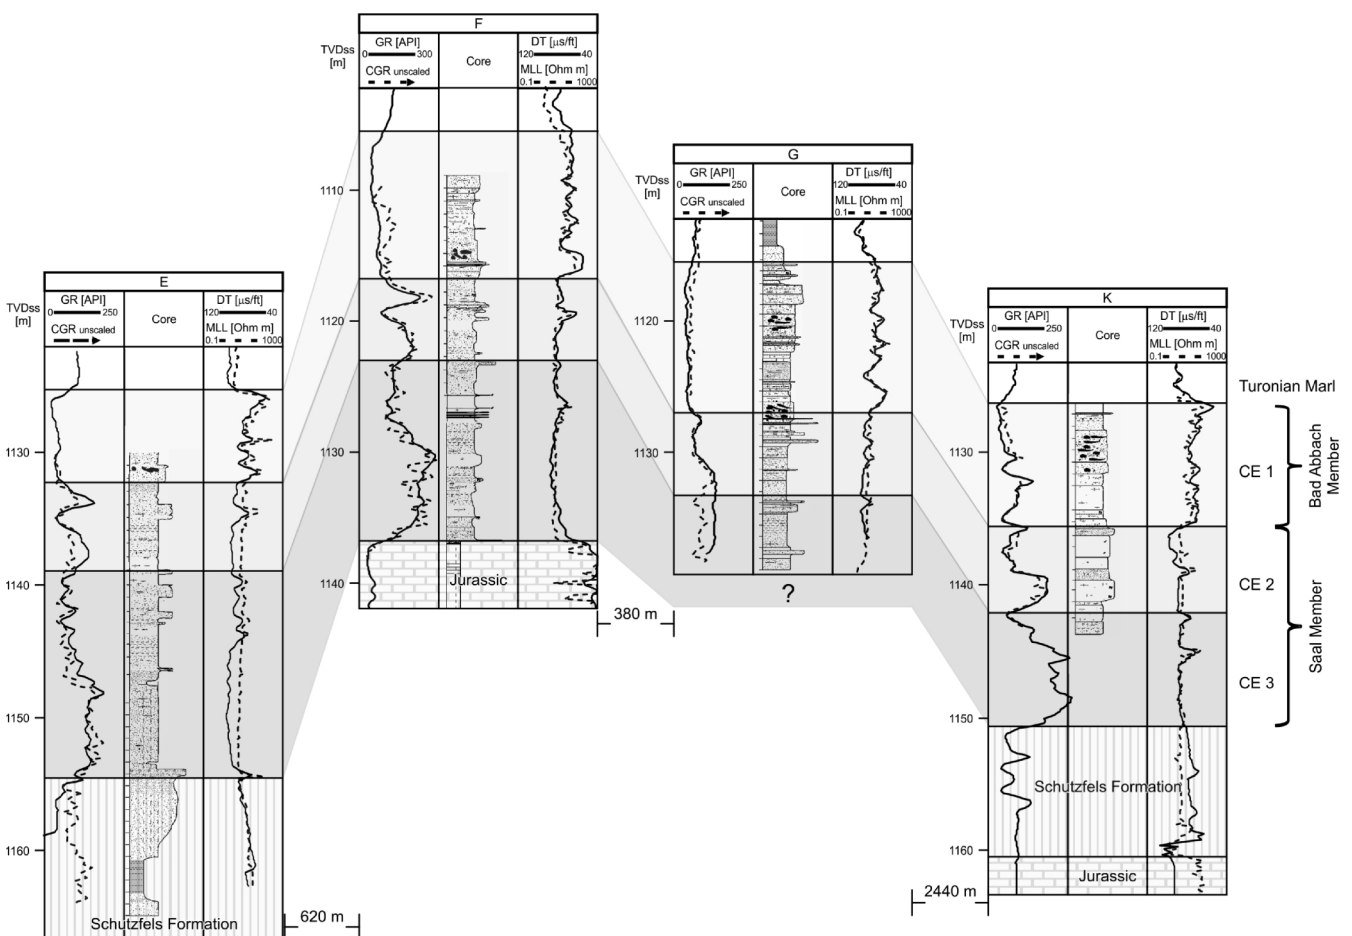 F
TVDss
[m]
GR [API]
0 300
CGR unscaled
Core
DT [µs/ft]
120 40
MLL [Ohm m]
0.1 1000
1110
1120
1130
1140
Jurassic
G
TVDss
[m]
GR [API]
0 250
CGR unscaled
Core
DT [µs/ft]
120 40
MLL [Ohm m]
0.1 1000
1120
1130
?
E
TVDss
[m]
GR [API]
0 250
CGR unscaled
Core
DT [µs/ft]
120 40
MLL [Ohm m]
0.1 1000
1130
1140
1150
1160
Schutzfels Formation
K
TVDss
[m]
GR [API]
0 250
CGR unscaled
Core
DT [µs/ft]
120 40
MLL [Ohm m]
0.1 1000
1130
1140
1150
1160
Schutzfels Formation
Jurassic
Turonian Marl
CE 1
Bad Abbach
Member
CE 2
CE 3
Saal Member
620 m
380 m
2440 m